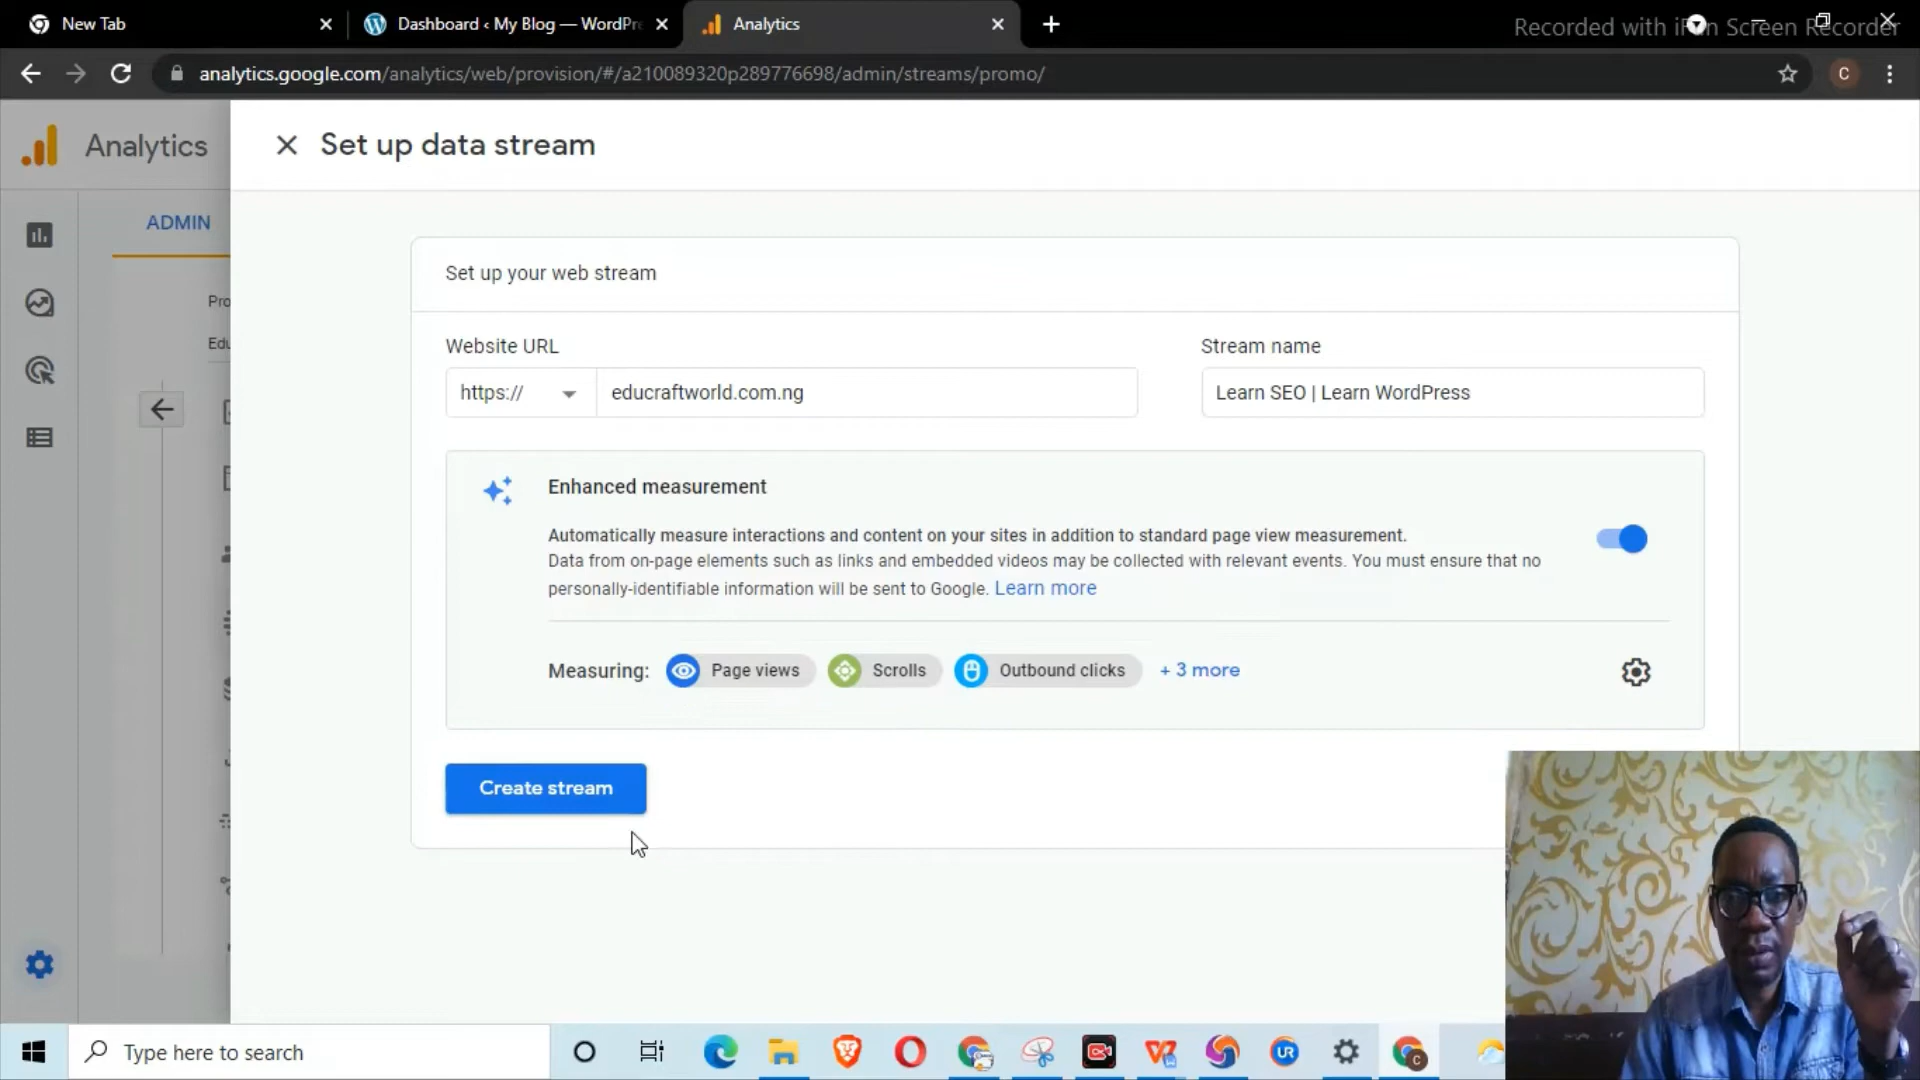 New Tab
Dashboard ‹ My Blog — WordPre
Analytics
Recorded with iFun Screen Recorder
analytics.google.com/analytics/web/provision/#/a210089320p289776698/admin/streams/promo/
C
Analytics
Set up data stream
ADMIN
Set up your web stream
Pro
Edu
Website URL
Stream name
https://
educraftworld.com.ng
Learn SEO | Learn WordPress
Enhanced measurement
Automatically measure interactions and content on your sites in addition to standard page view measurement.
Data from on-page elements such as links and embedded videos may be collected with relevant events. You must ensure that no
personally-identifiable information will be sent to Google. Learn more
Measuring:
Page views
Scrolls
Outbound clicks
+ 3 more
Create stream
Type here to search
UR
C